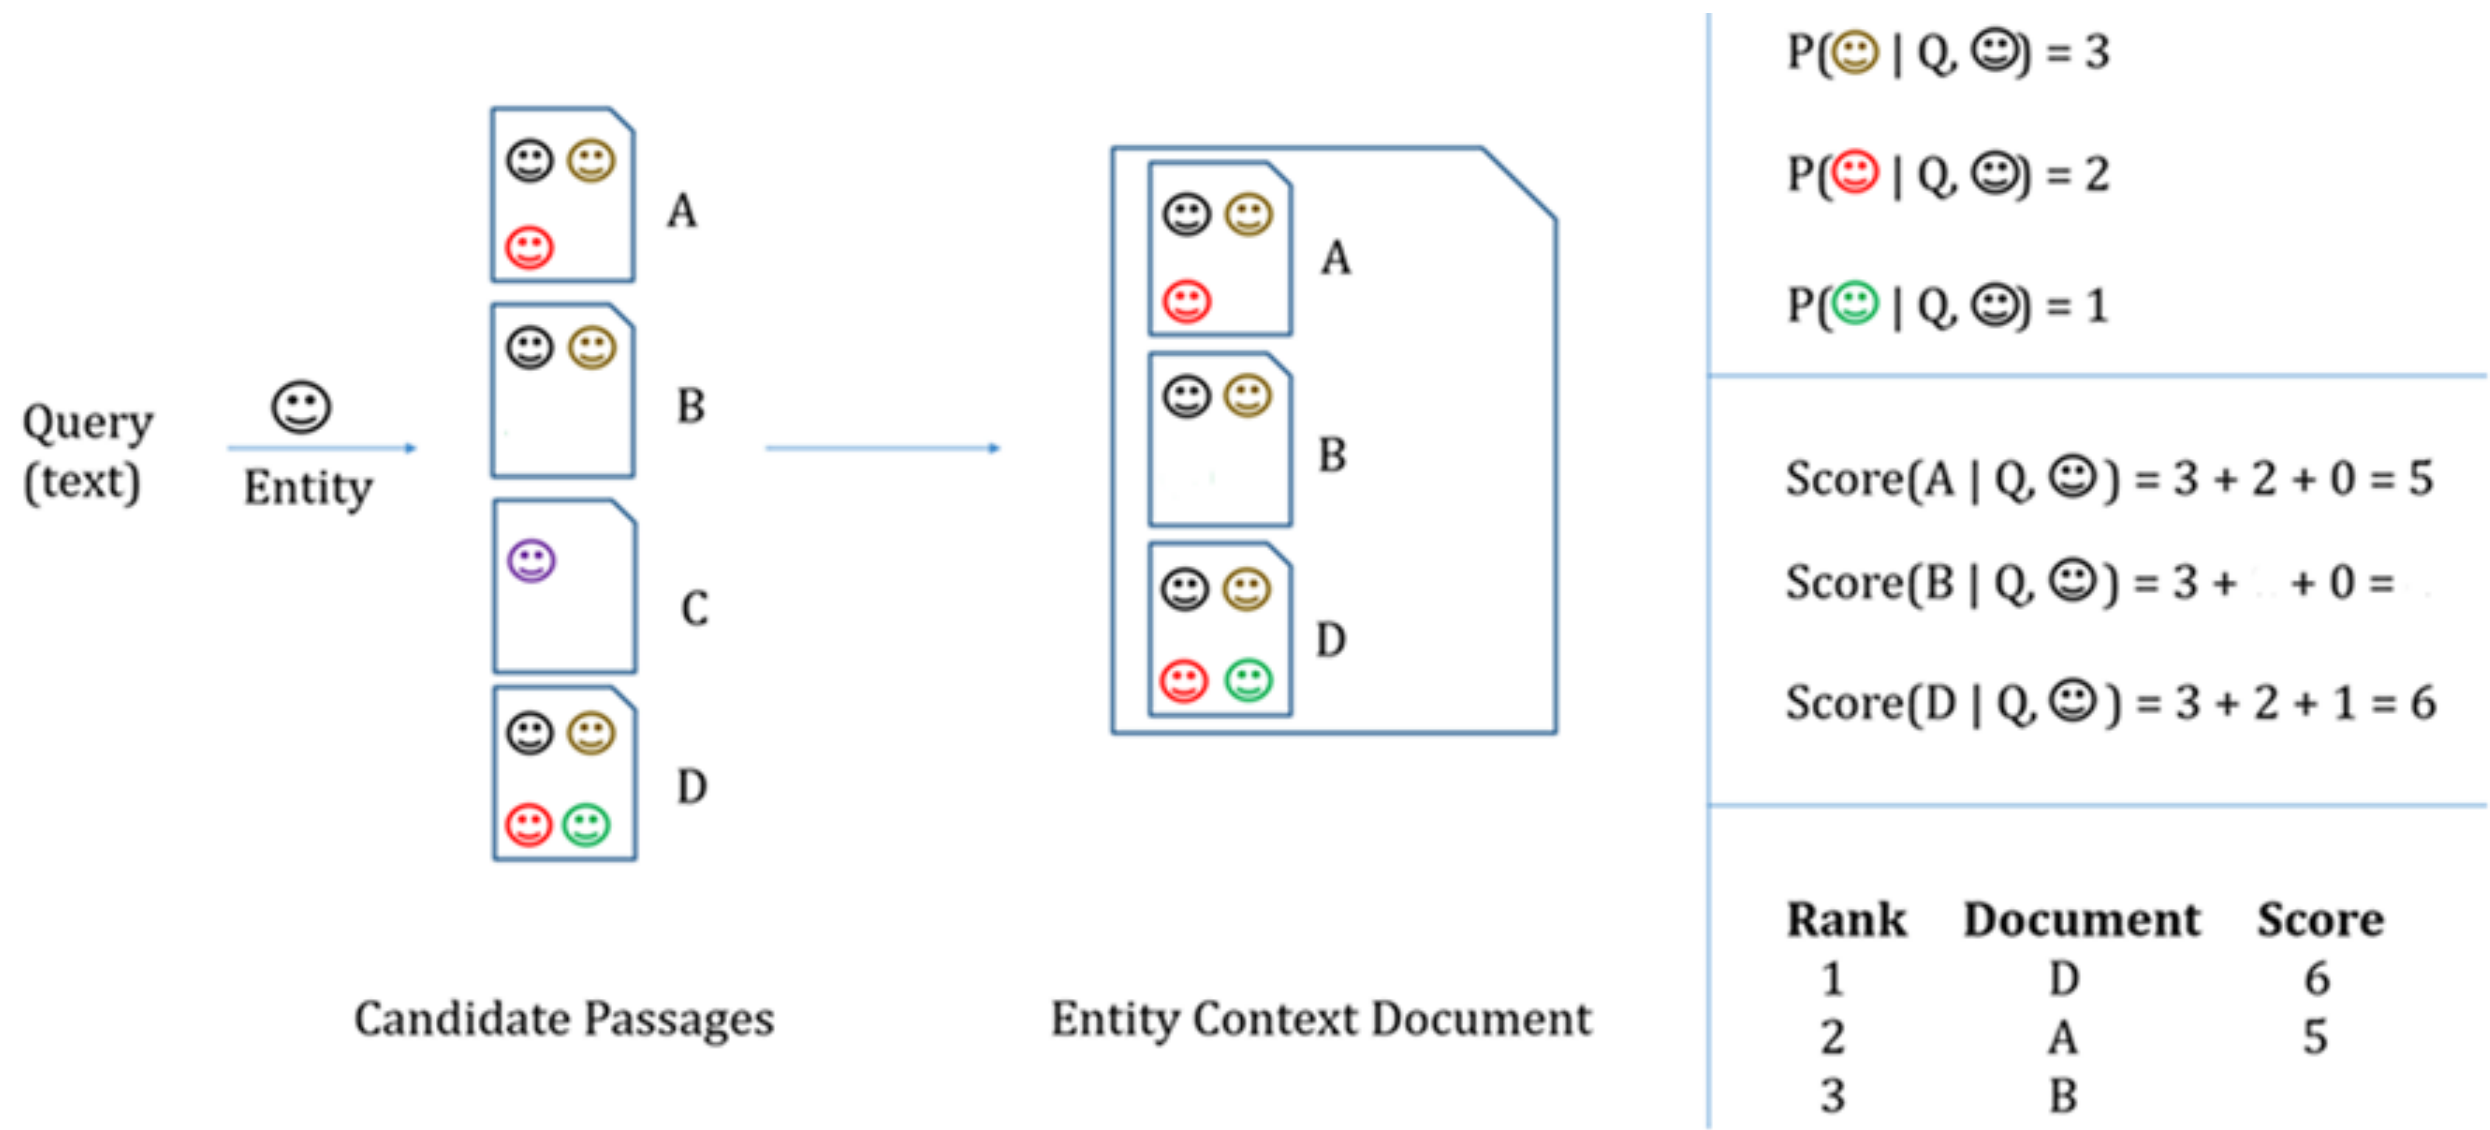 Query
(text)
Entity
A
B
C
D
Candidate Passages
A
B
D
Entity Context Document
P( | Q, ) = 3
P( | Q, ) = 2
P( | Q, ) = 1
Score(A | Q, ) = 3 + 2 + 0 = 5
Score(B | Q, ) = 3 + + 0 =
Score(D | Q, ) = 3 + 2 + 1 = 6
Rank Document Score
1 D 6
2 A 5
3 B